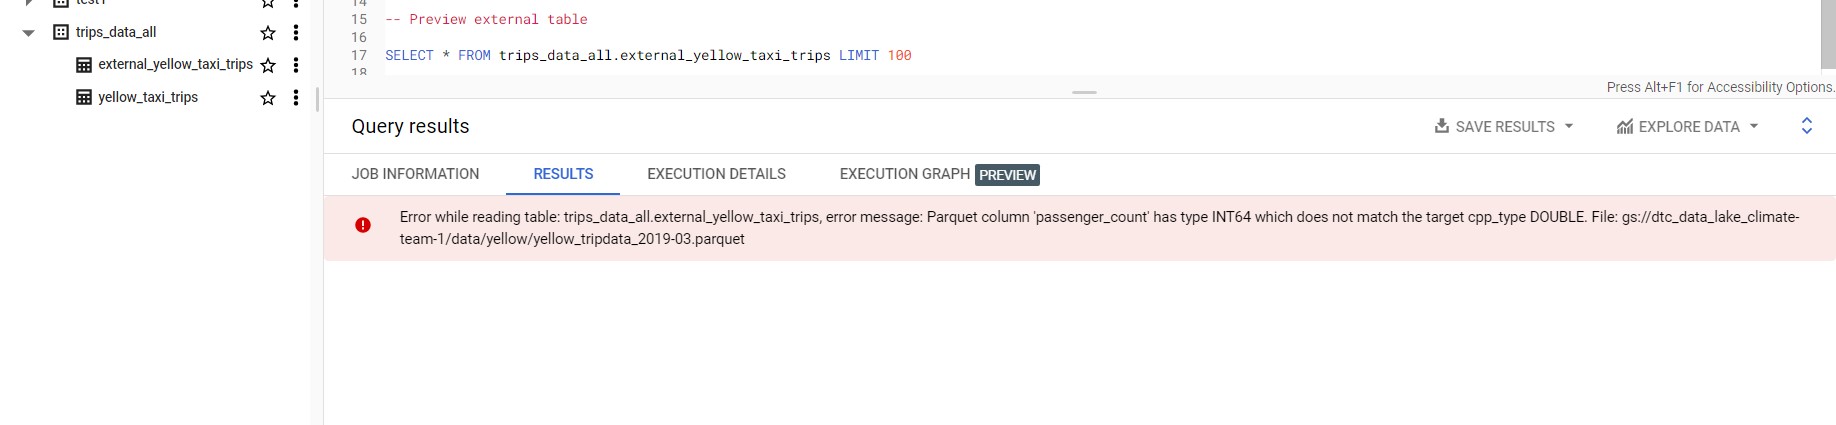 test1
trips_data_all
external_yellow_taxi_trips
yellow_taxi_trips
14
15 -- Preview external table
16
17 SELECT * FROM trips_data_all.external_yellow_taxi_trips LIMIT 100
18
Press Alt+F1 for Accessibility Options.
Query results
SAVE RESULTS
EXPLORE DATA
JOB INFORMATION
RESULTS
EXECUTION DETAILS
EXECUTION GRAPH
PREVIEW
Error while reading table: trips_data_all.external_yellow_taxi_trips, error message: Parquet column 'passenger_count' has type INT64 which does not match the target cpp_type DOUBLE. File: gs://dtc_data_lake_climate-
team-1/data/yellow/yellow_tripdata_2019-03.parquet